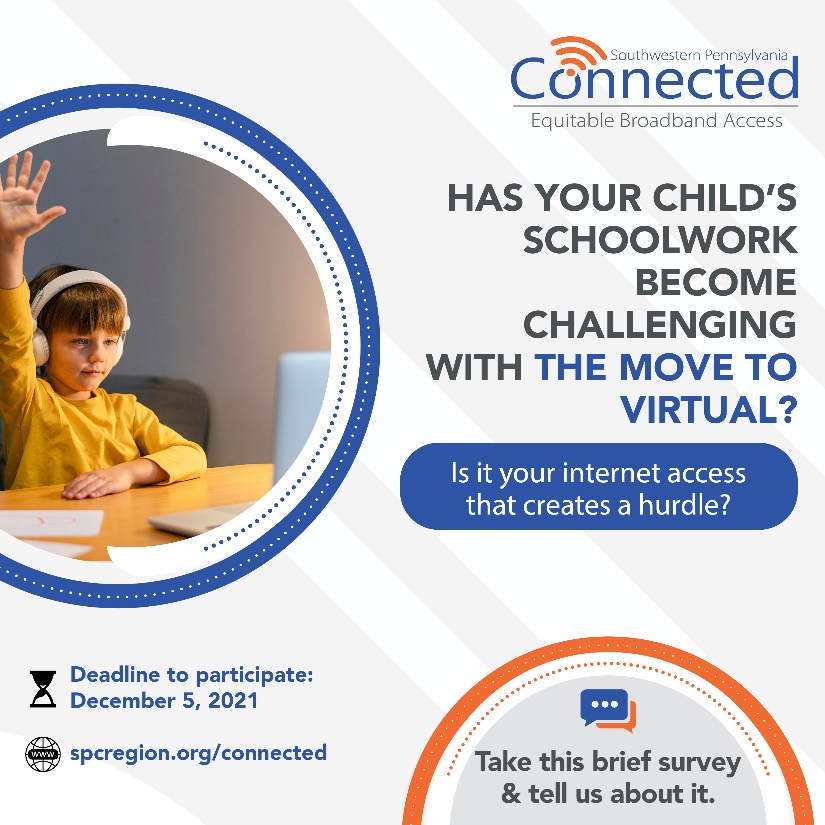 Southwestern Pennsylvania
Connected
Equitable Broadband Access
HAS YOUR CHILD'S
SCHOOLWORK
BECOME
CHALLENGING
WITH THE MOVE TO
VIRTUAL?
Is it your internet access
that creates a hurdle?
Deadline to participate:
December 5, 2021
www
spcregion.org/connected
Take this brief survey
& tell us about it.